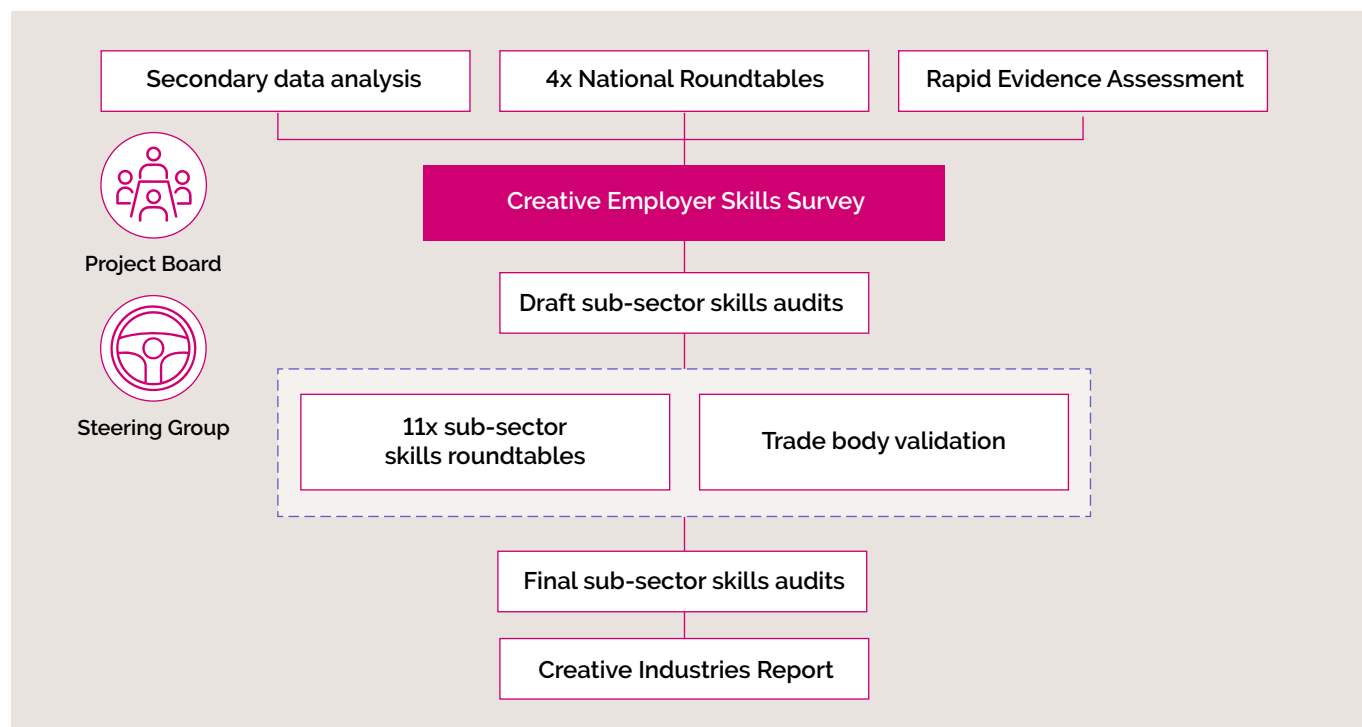 Secondary data analysis
4x National Roundtables
Rapid Evidence Assessment
Project Board
Creative Employer Skills Survey
Steering Group
Draft sub-sector skills audits
11x sub-sector
skills roundtables
Trade body validation
Final sub-sector skills audits
Creative Industries Report